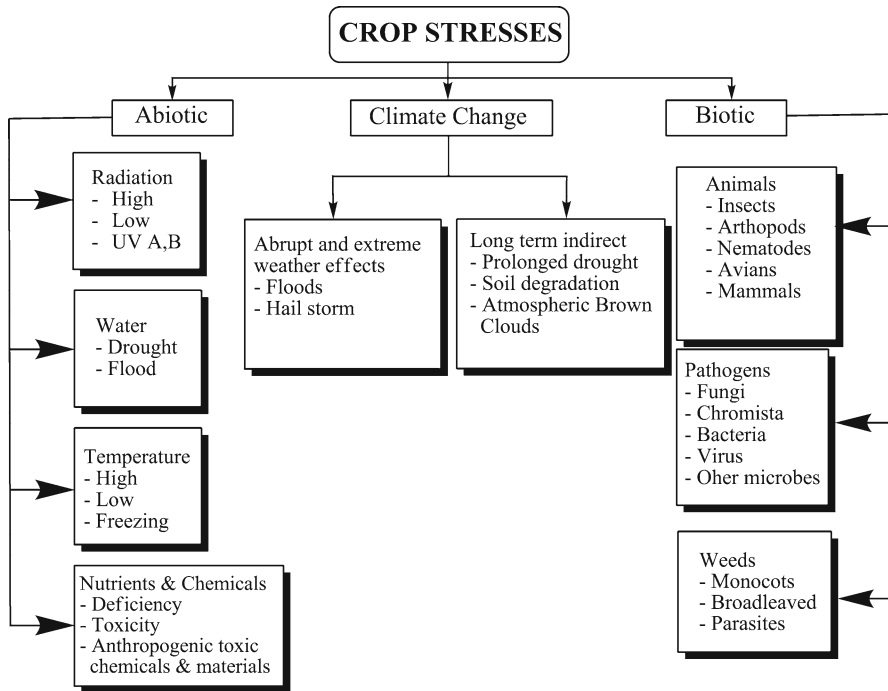 CROP STRESSES
Abiotic
Climate Change
Biotic
Radiation
- High
- Low
- UV A,B
Water
- Drought
- Flood
Temperature
- High
- Low
- Freezing
Nutrients & Chemicals
- Deficiency
- Toxicity
- Anthropogenic toxic
chemicals & materials
Abrupt and extreme
weather effects
- Floods
- Hail storm
Long term indirect
- Prolonged drought
- Soil degradation
- Atmospheric Brown
Clouds
Animals
- Insects
- Arthopods
- Nematodes
- Avians
- Mammals
Pathogens
- Fungi
- Chromista
- Bacteria
- Virus
- Oher microbes
Weeds
- Monocots
- Broadleaved
- Parasites